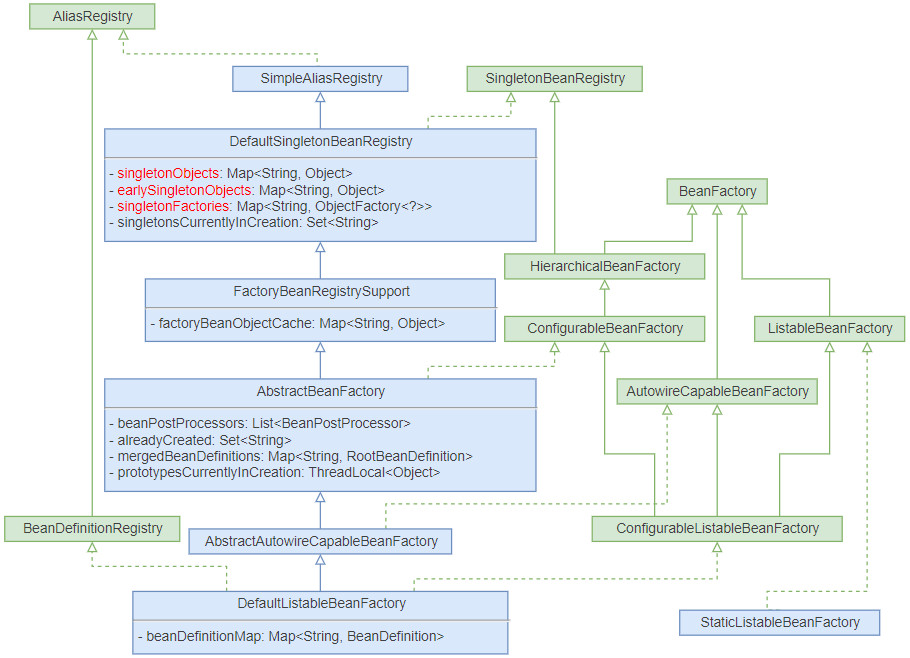 AliasRegistry
SimpleAliasRegistry
SingletonBeanRegistry
DefaultSingletonBeanRegistry
- singletonObjects: Map<String, Object>
- earlySingletonObjects: Map<String, Object>
- singletonFactories: Map<String, ObjectFactory<?>>
- singletonsCurrentlyInCreation: Set<String>
BeanFactory
HierarchicalBeanFactory
FactoryBeanRegistrySupport
- factoryBeanObjectCache: Map<String, Object>
ConfigurableBeanFactory
ListableBeanFactory
AbstractBeanFactory
- beanPostProcessors: List<BeanPostProcessor>
- alreadyCreated: Set<String>
- mergedBeanDefinitions: Map<String, RootBeanDefinition>
- prototypesCurrentlyInCreation: ThreadLocal<Object>
AutowireCapableBeanFactory
BeanDefinitionRegistry
AbstractAutowireCapableBeanFactory
ConfigurableListableBeanFactory
DefaultListableBeanFactory
- beanDefinitionMap: Map<String, BeanDefinition>
StaticListableBeanFactory